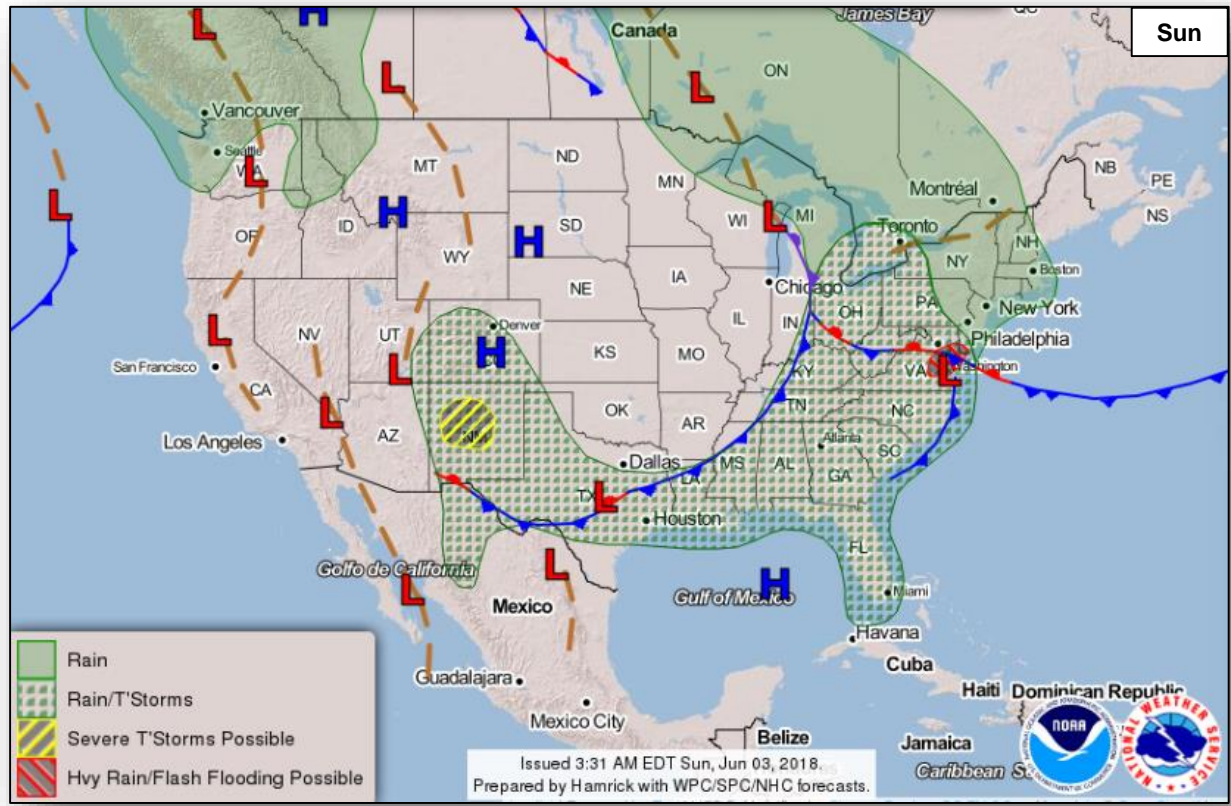 James Bay
QC
Sun
Canada
ON
Vancouver
Seattle
WA
MT
ND
MN
NB
PE
NS
Montréal
OR
ID
SD
WI
MI
Toronto
NH
Boston
WY
NY
IA
Chicago
NE
PA
New York
NV
UT
Denver
IL
IN
OH
Philadelphia
San Francisco
CO
KS
MO
KY
VA
Washington
CA
OK
TN
NC
Los Angeles
AZ
NM
AR
Atlanta
SC
Dallas
MS
AL
GA
TX
LA
Houston
FL
Golfo de California
Mexico
Gulf of Mexico
Miami
Havana
Cuba
Guadalajara
Haiti
Dominican Republic
Mexico City
Belize
Jamaica
Caribbean
H
L
L
L
L
L
H
H
L
L
H
L
L
L
L
L
L
L
H
Rain
Rain/T'Storms
Severe T'Storms Possible
Hvy Rain/Flash Flooding Possible
Issued 3:31 AM EDT Sun, Jun 03, 2018.
Prepared by Hamrick with WPC/SPC/NHC forecasts.
NOAA
NATIONAL WEATHER SERVICE